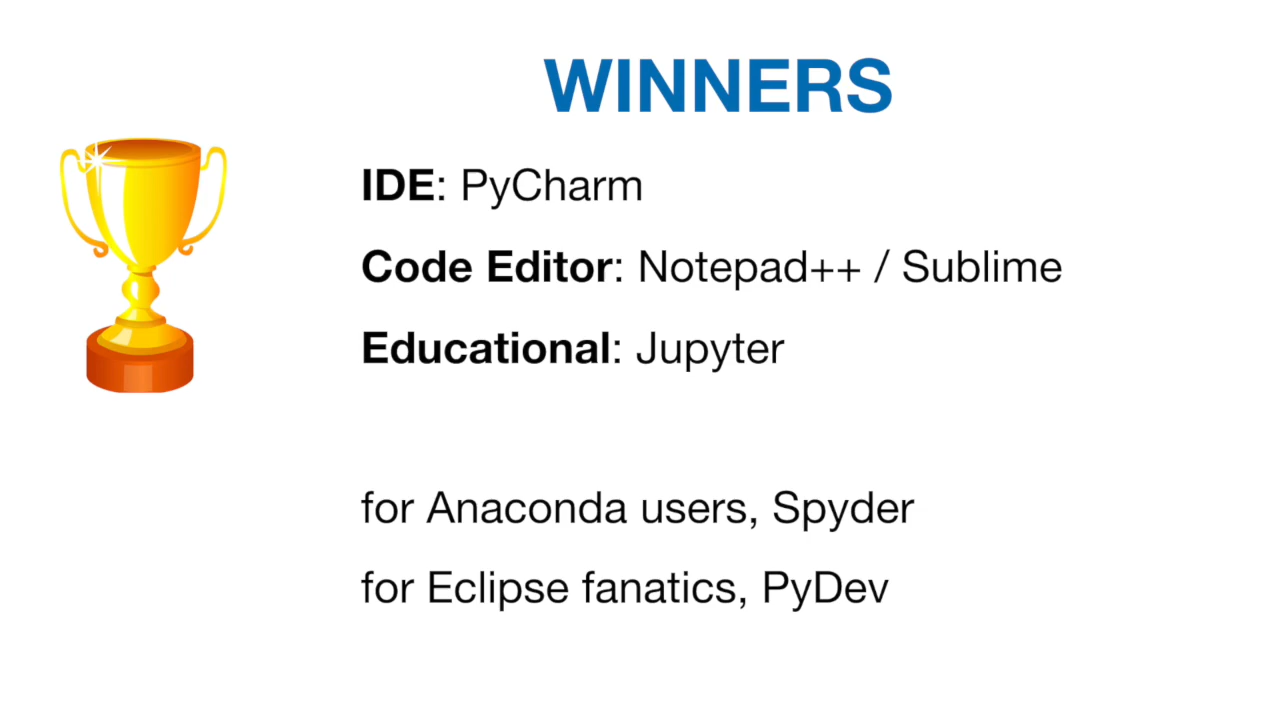 WINNERS
IDE: PyCharm
Code Editor: Notepad++ / Sublime
Educational: Jupyter
for Anaconda users, Spyder
for Eclipse fanatics, PyDev